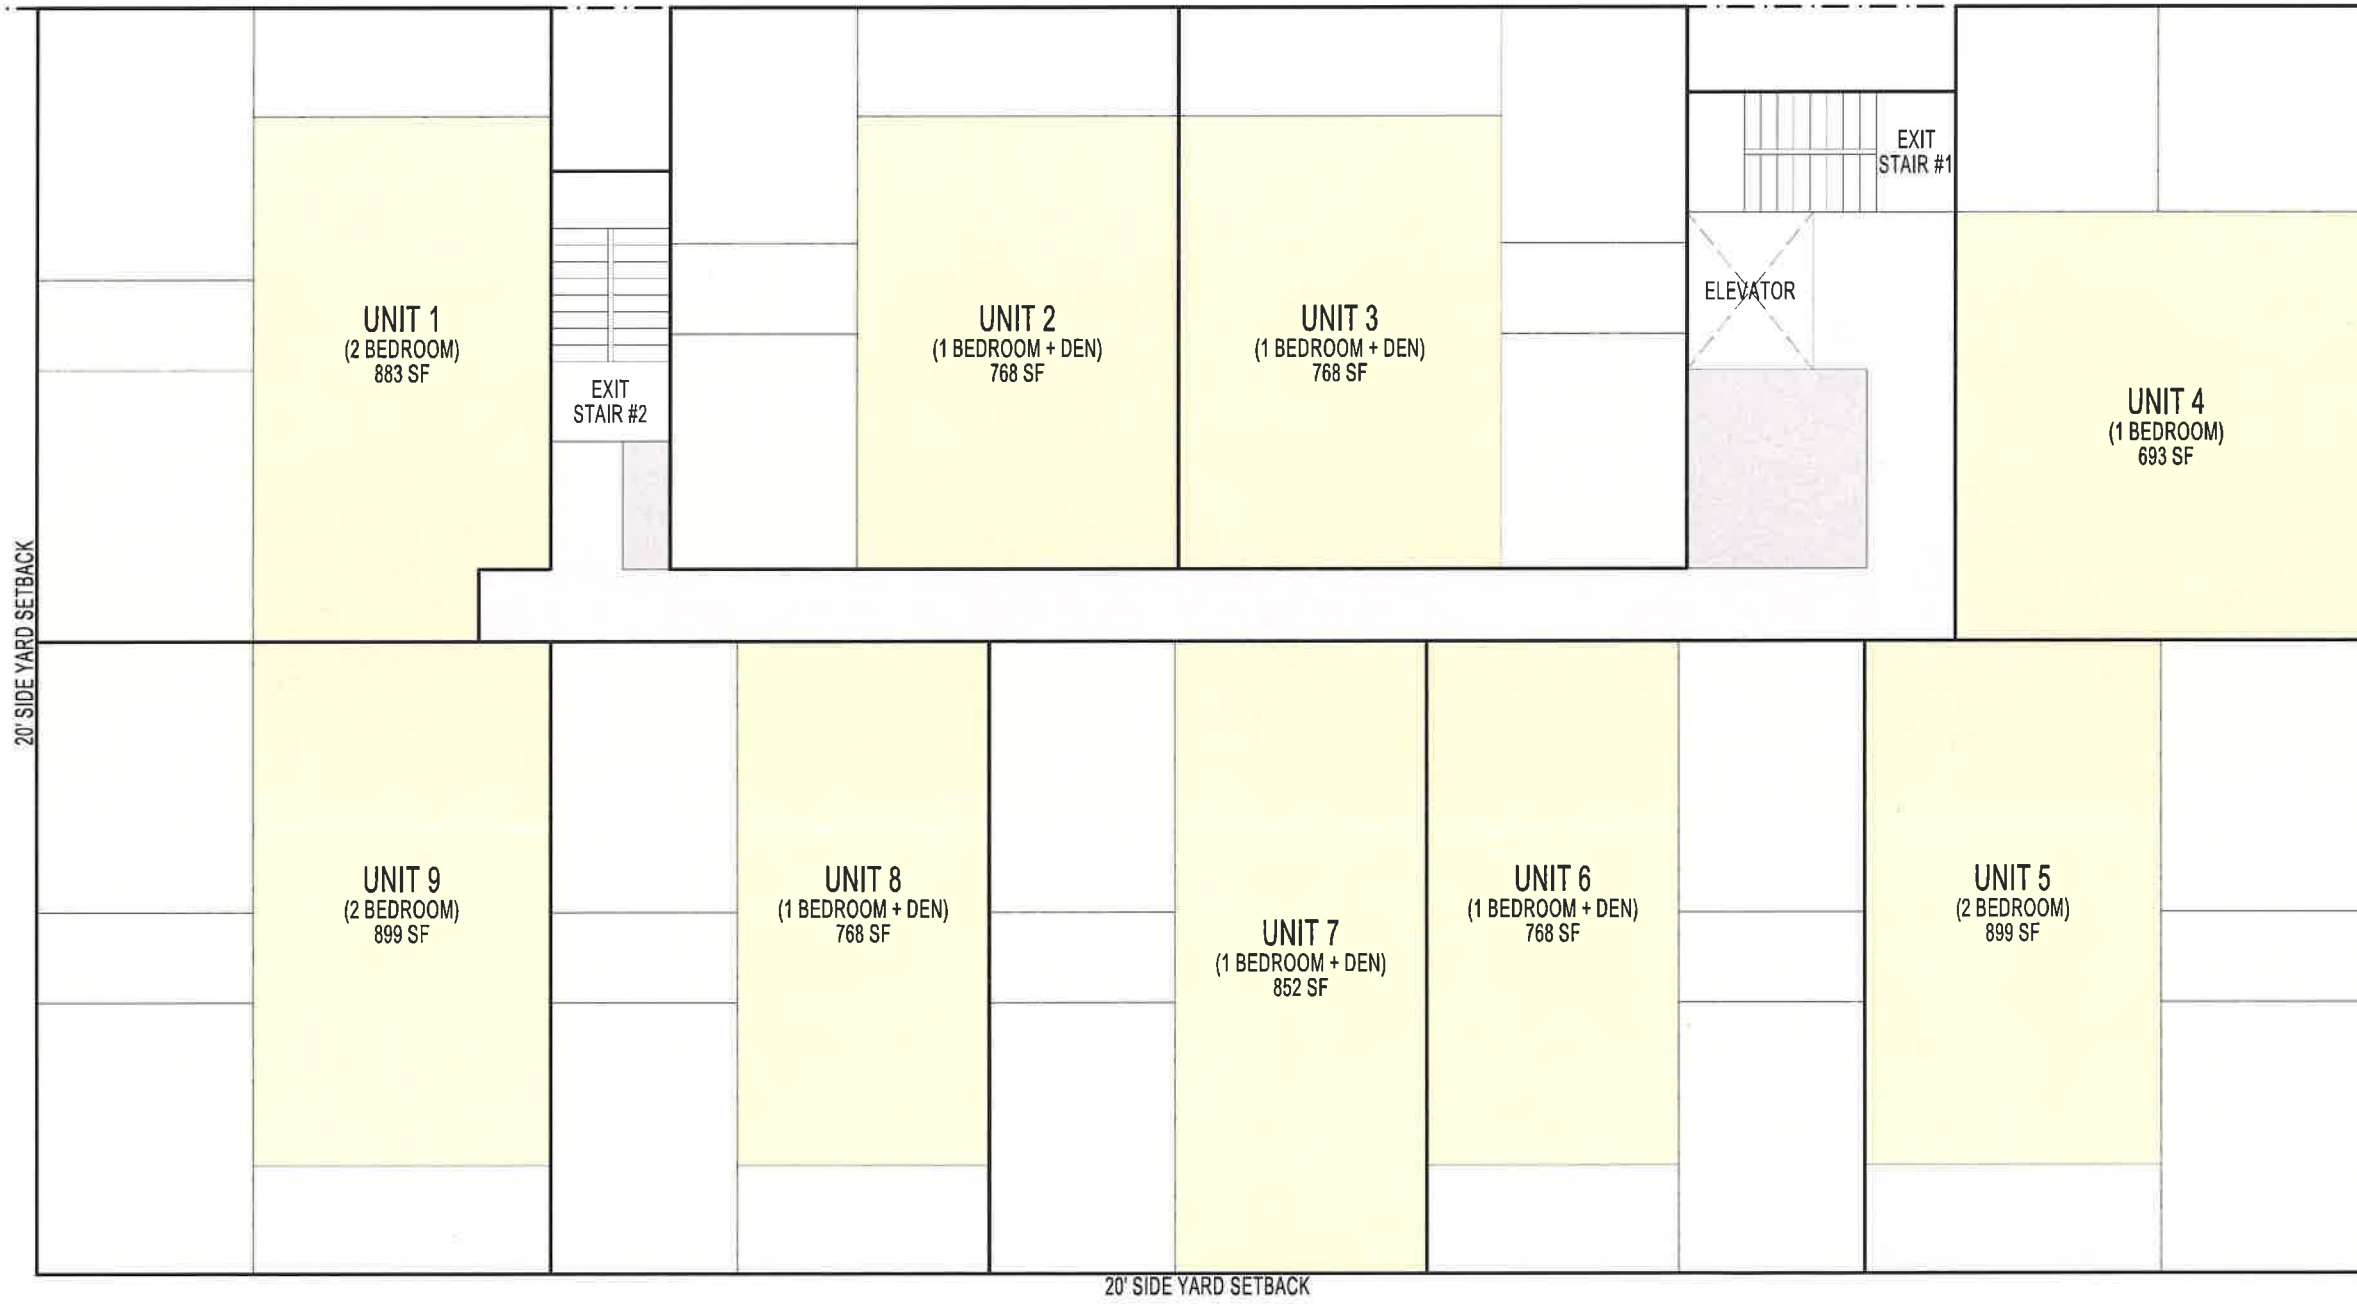 EXIT
STAIR #1
ELEVATOR
UNIT 1
(2 BEDROOM)
883 SF
UNIT 2
(1 BEDROOM + DEN)
768 SF
UNIT 3
(1 BEDROOM + DEN)
768 SF
EXIT
STAIR #2
UNIT 4
(1 BEDROOM)
693 SF
20' SIDE YARD SETBACK
UNIT 9
(2 BEDROOM)
899 SF
UNIT 8
(1 BEDROOM + DEN)
768 SF
UNIT 7
(1 BEDROOM + DEN)
852 SF
UNIT 6
(1 BEDROOM + DEN)
768 SF
UNIT 5
(2 BEDROOM)
899 SF
20' SIDE YARD SETBACK